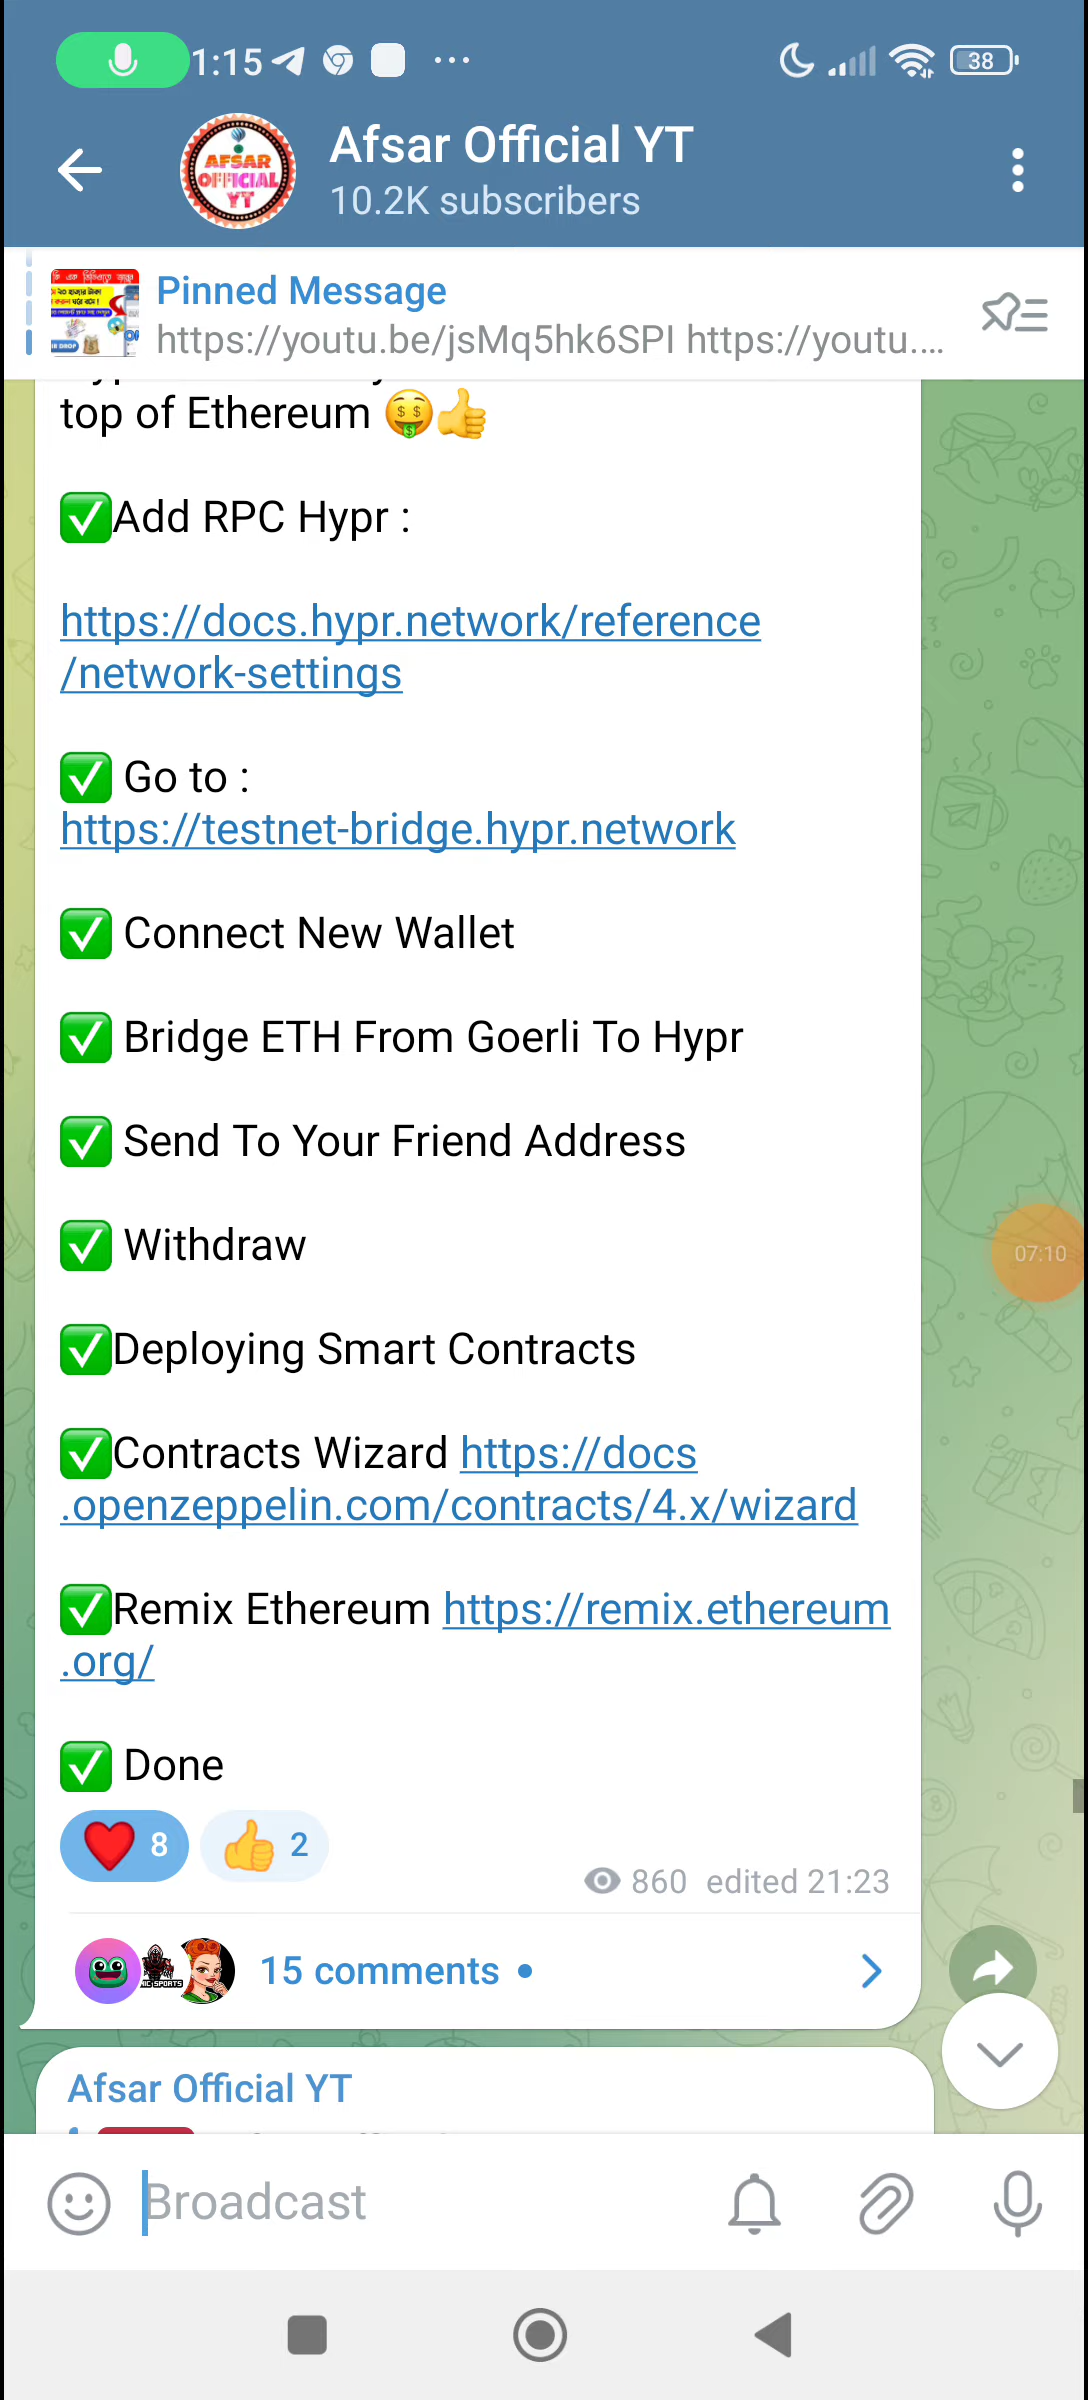 1:15
38
Afsar Official YT
10.2K subscribers
AFSAR
OFFICIAL
YT
Pinned Message
https://youtu.be/jsMq5hk6SPI https://youtu....
top of Ethereum 🤑👍
✅Add RPC Hypr :
https://docs.hypr.network/reference
/network-settings
✅ Go to :
https://testnet-bridge.hypr.network
✅ Connect New Wallet
✅ Bridge ETH From Goerli To Hypr
✅ Send To Your Friend Address
07:10
✅ Withdraw
✅Deploying Smart Contracts
✅Contracts Wizard https://docs
.openzeppelin.com/contracts/4.x/wizard
✅Remix Ethereum https://remix.ethereum
.org/
✅ Done
❤️ 8 👍 2
860 edited 21:23
15 comments
Afsar Official YT
Broadcast